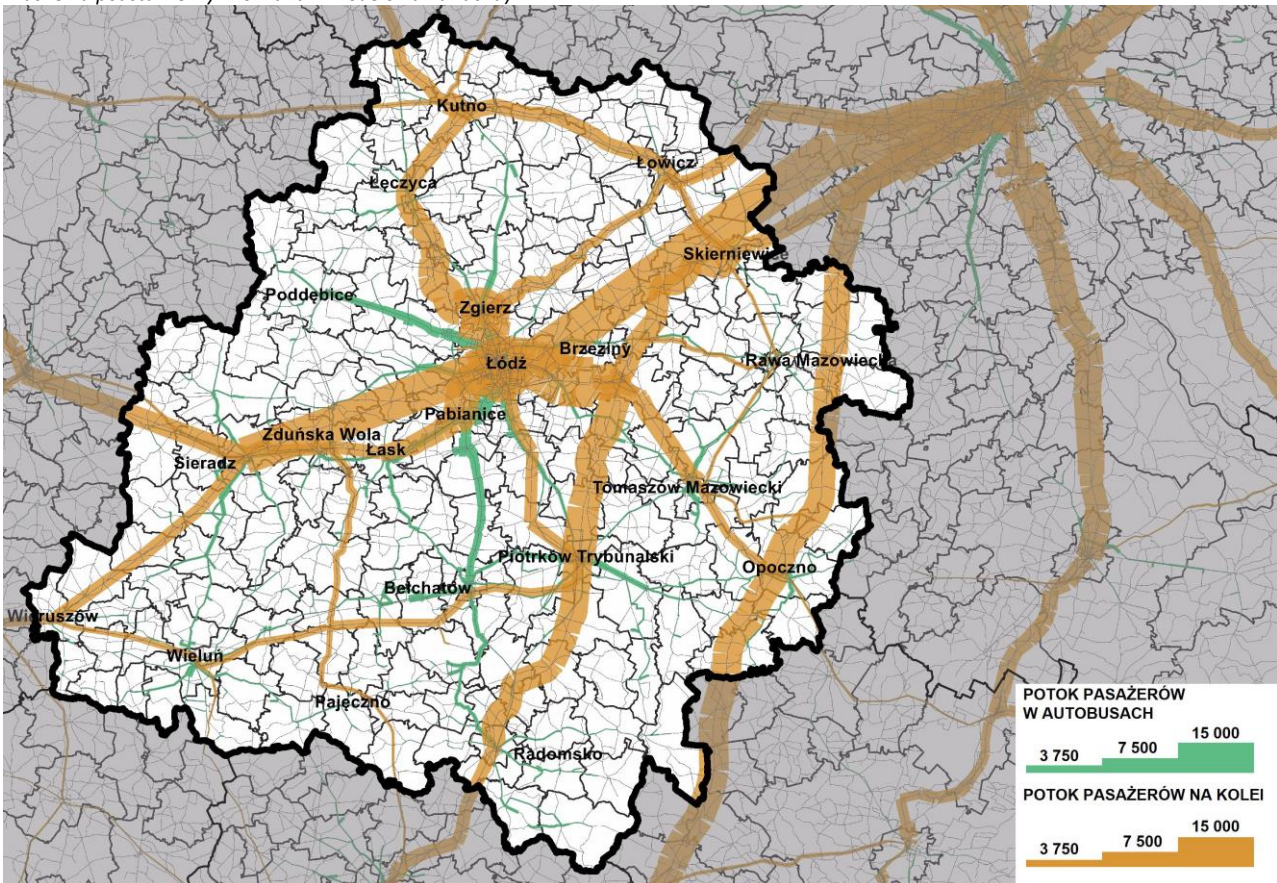 Kutno
Łowicz
Łęczyca
Skierniewice
Poddębice
Zgierz
Brzeziny
Rawa Mazowiecka
Łódź
Pabianice
Zduńska Wola
Łask
Sieradz
Tomaszów Mazowiecki
Piotrków Trybunalski
Opoczno
Bełchatów
Wieruszów
Wieluń
Pajęczno
Radomsko
POTOK PASAŻERÓW
W AUTOBUSACH
3 750 7 500 15 000
POTOK PASAŻERÓW NA KOLEI
3 750 7 500 15 000